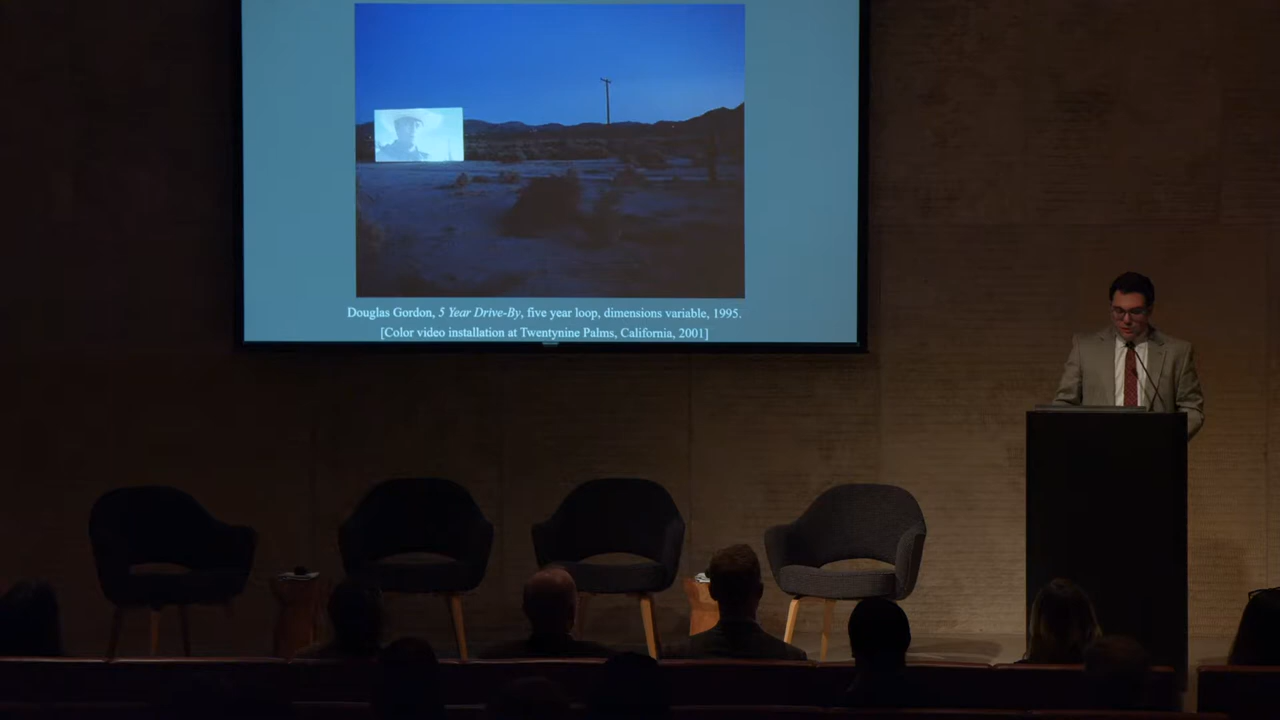 Douglas Gordon, 5 Year Drive-By, five year loop, dimensions variable, 1995.
[Color video installation at Twentynine Palms, California, 2001]